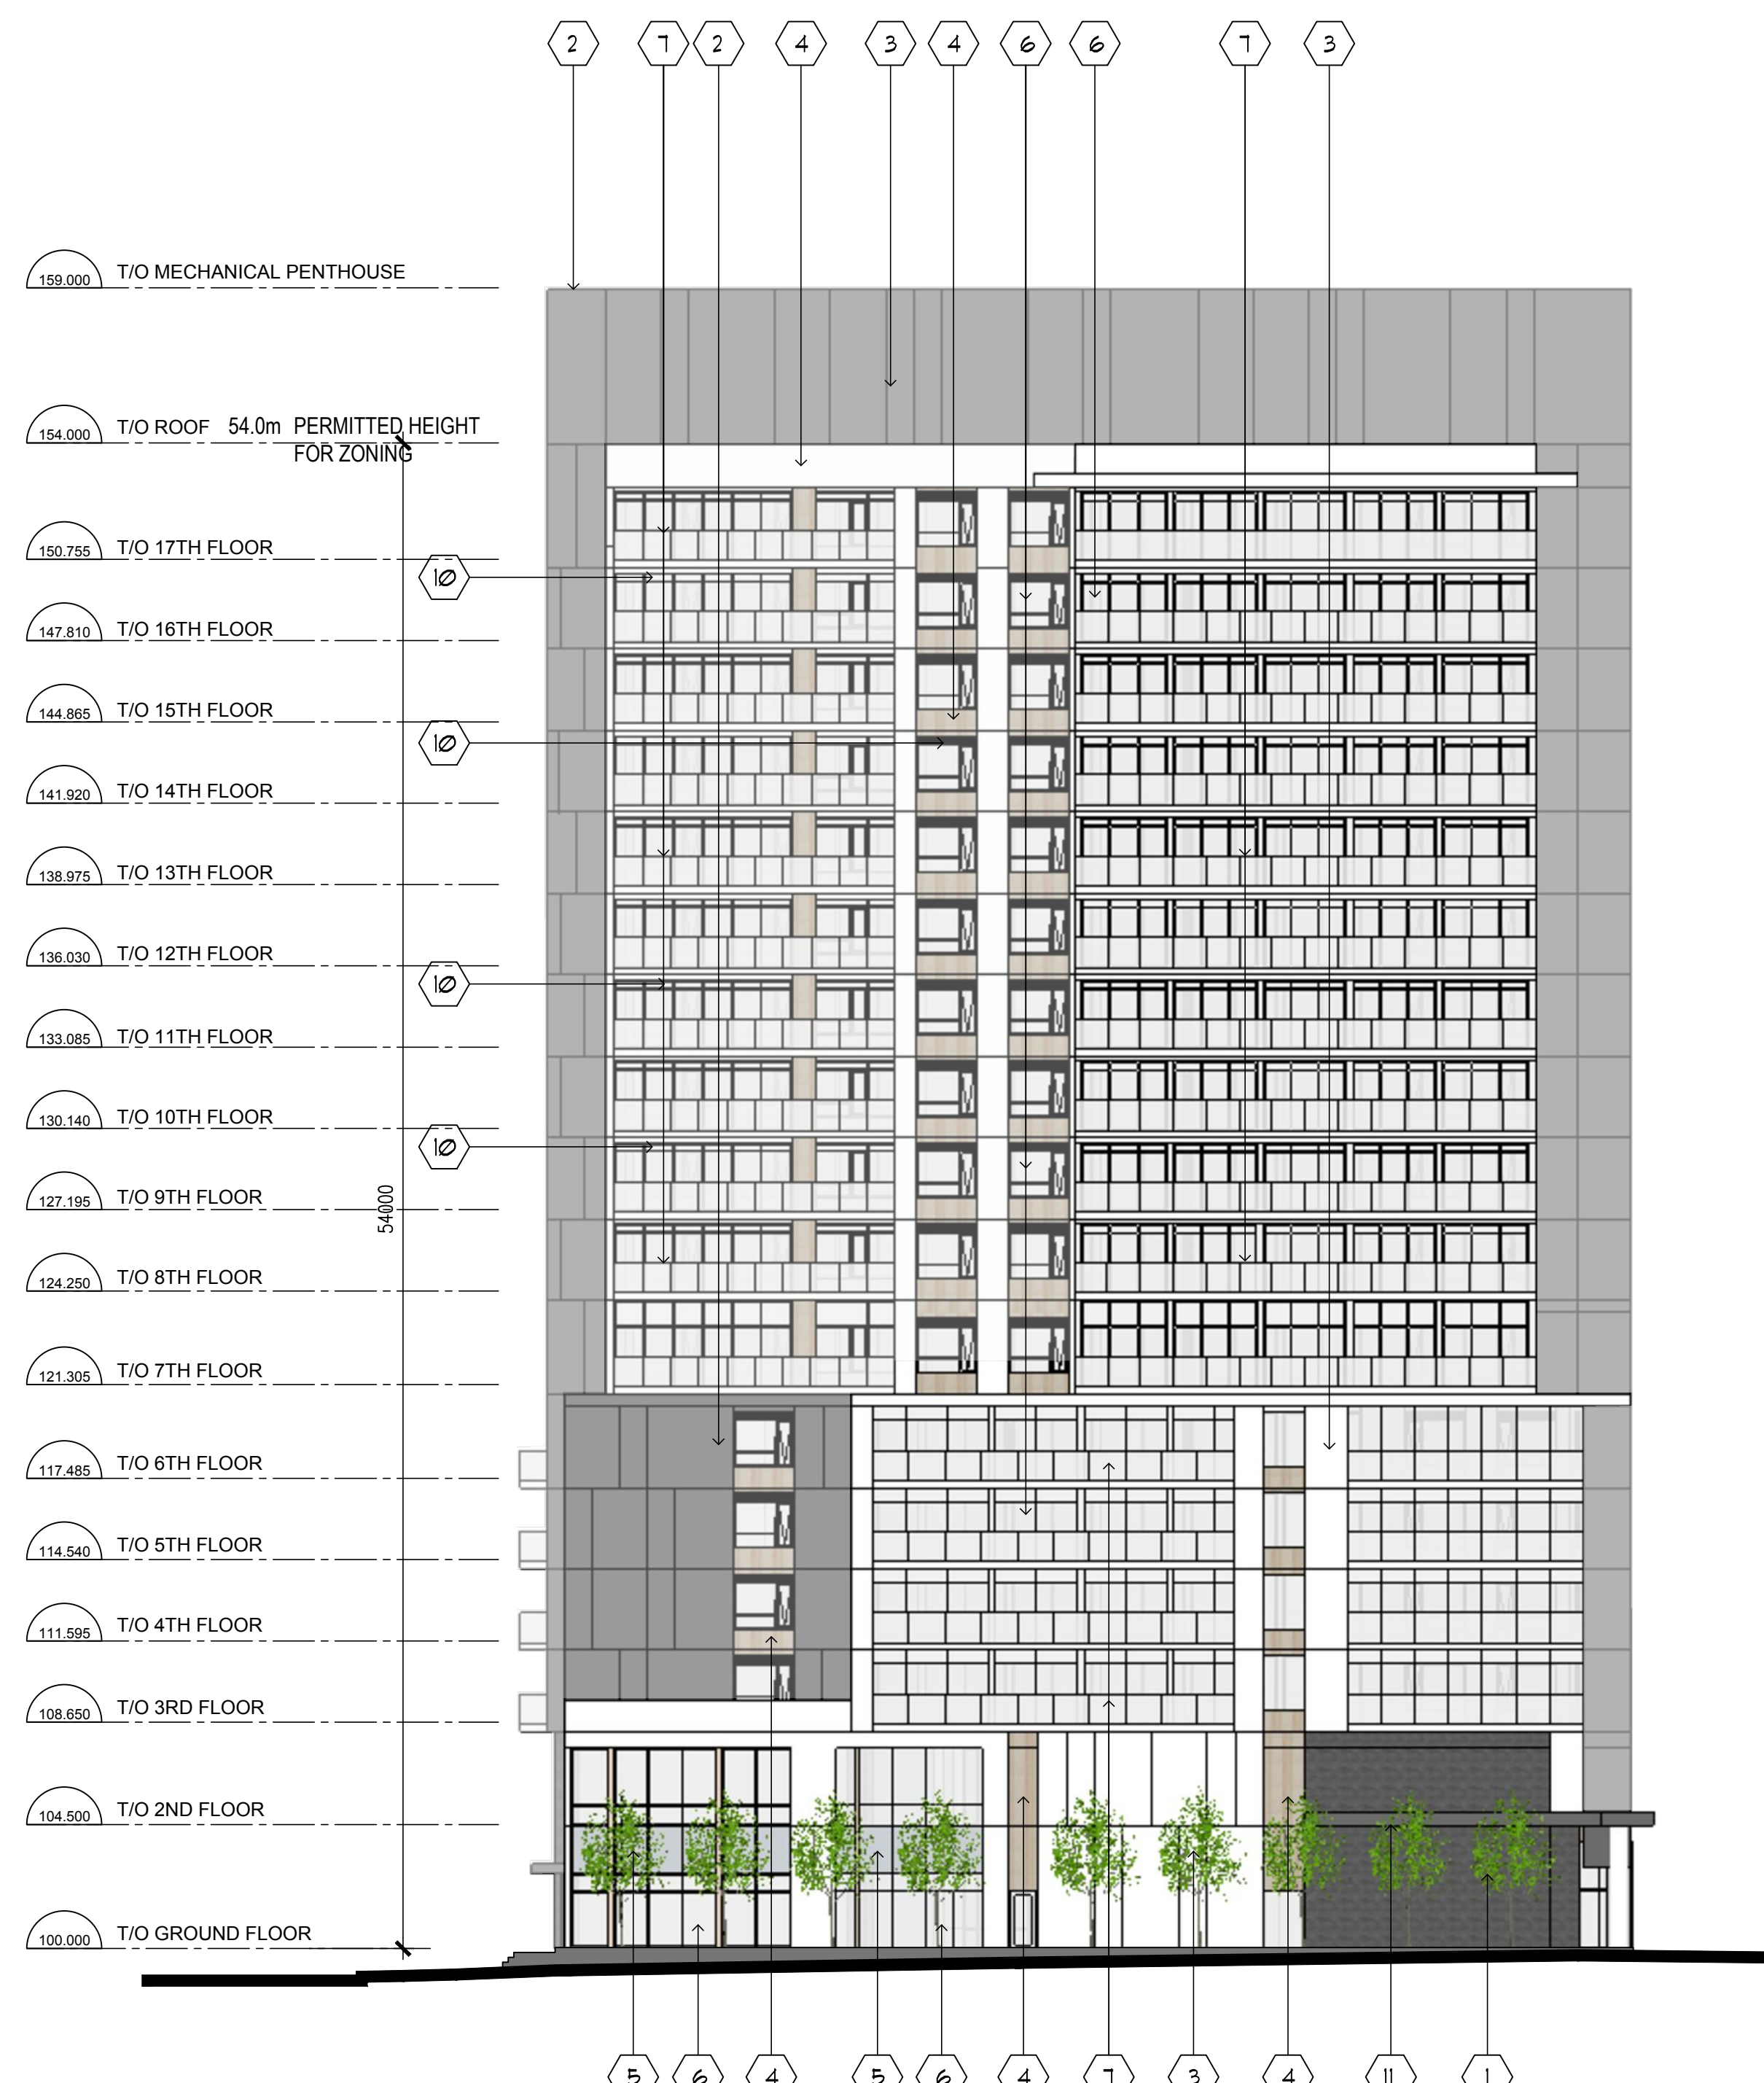 2 7 2 4 3 4 6 6 7 3
159.000 T/O MECHANICAL PENTHOUSE
154.000 T/O ROOF 54.0m PERMITTED HEIGHT
FOR ZONING
150.755 T/O 17TH FLOOR
10
147.810 T/O 16TH FLOOR
144.865 T/O 15TH FLOOR
10
141.920 T/O 14TH FLOOR
138.975 T/O 13TH FLOOR
136.030 T/O 12TH FLOOR
10
133.085 T/O 11TH FLOOR
130.140 T/O 10TH FLOOR
10
127.195 T/O 9TH FLOOR
54000
124.250 T/O 8TH FLOOR
121.305 T/O 7TH FLOOR
117.485 T/O 6TH FLOOR
114.540 T/O 5TH FLOOR
111.595 T/O 4TH FLOOR
108.650 T/O 3RD FLOOR
104.500 T/O 2ND FLOOR
100.000 T/O GROUND FLOOR
5 6 4 5 6 4 7 3 4 11 1